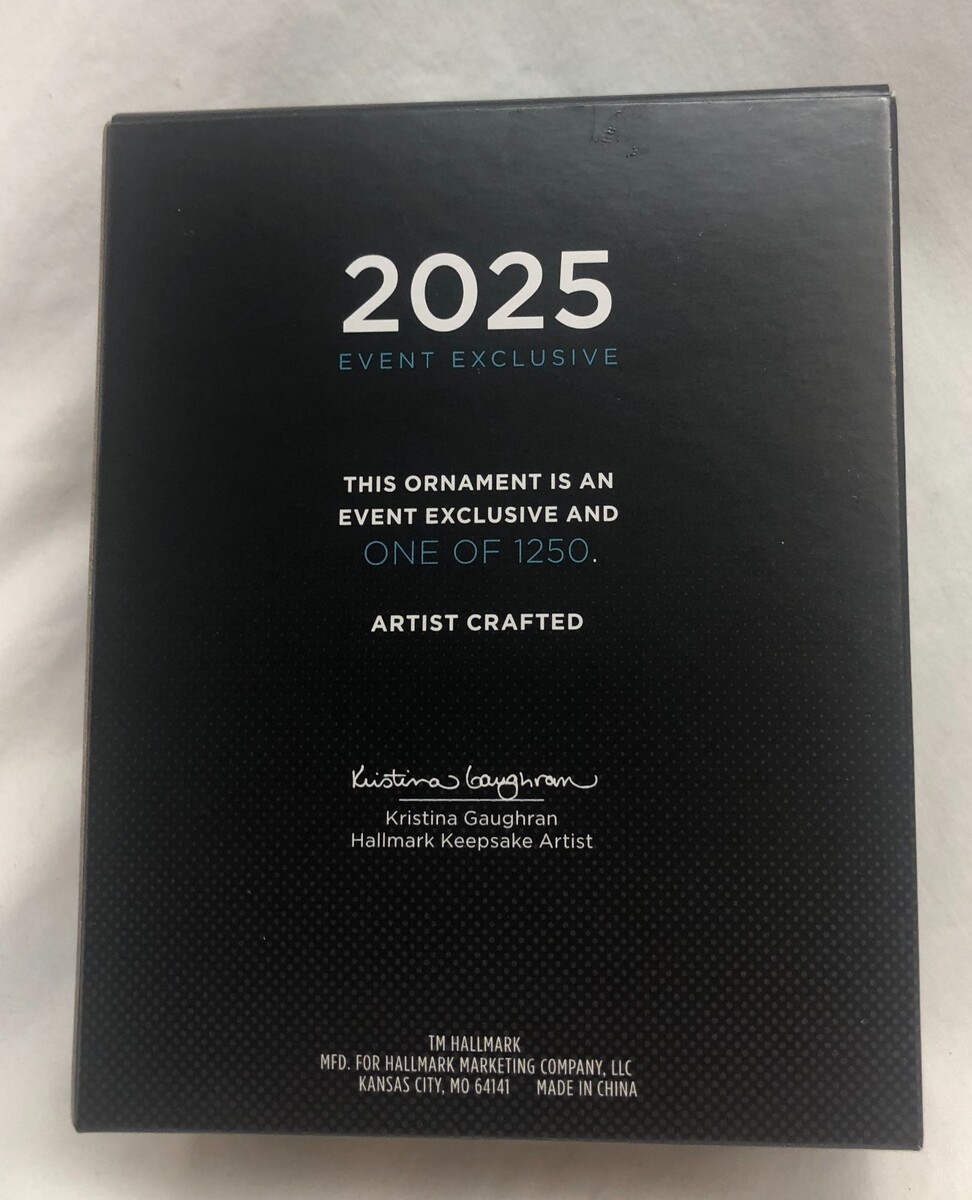 2025
EVENT EXCLUSIVE
THIS ORNAMENT IS AN
EVENT EXCLUSIVE AND
ONE OF 1250.
ARTIST CRAFTED
Kristina Gaughran
Kristina Gaughran
Hallmark Keepsake Artist
TM HALLMARK
MFD. FOR HALLMARK MARKETING COMPANY, LLC
KANSAS CITY, MO 64141 MADE IN CHINA